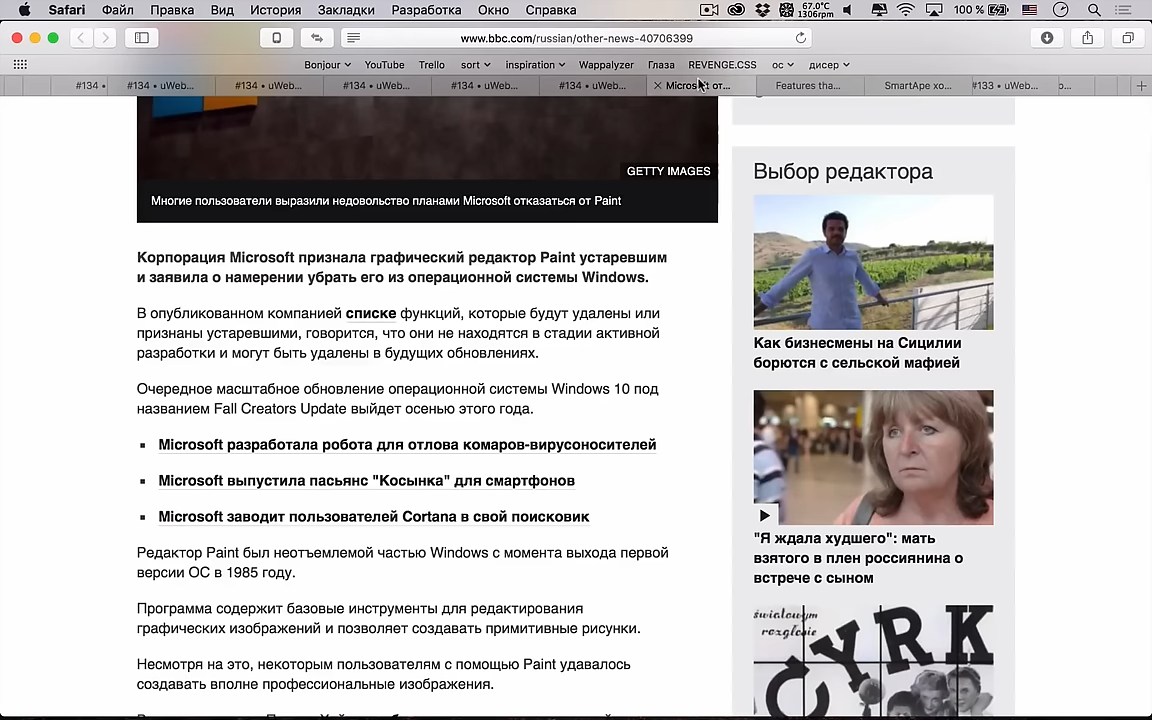 Safari Файл Правка Вид История Закладки Разработка Окно Справка 67.0°C 1306rpm 100 %
www.bbc.com/russian/other-news-40706399
Bonjour YouTube Trello sort inspiration Wappalyzer Глаза REVENGE.CSS ос дисер
#134 • #134 • uWeb... #134 • uWeb... #134 • uWeb... #134 • uWeb... #134 • uWeb... Microsoft от... Features tha... SmartApe хо... #133 • uWeb...
GETTY IMAGES
Многие пользователи выразили недовольство планами Microsoft отказаться от Paint
Корпорация Microsoft признала графический редактор Paint устаревшим
и заявила о намерении убрать его из операционной системы Windows.
В опубликованном компанией списке функций, которые будут удалены или
признаны устаревшими, говорится, что они не находятся в стадии активной
разработки и могут быть удалены в будущих обновлениях.
Очередное масштабное обновление операционной системы Windows 10 под
названием Fall Creators Update выйдет осенью этого года.
▪ Microsoft разработала робота для отлова комаров-вирусоносителей
▪ Microsoft выпустила пасьянс "Косынка" для смартфонов
▪ Microsoft заводит пользователей Cortana в свой поисковик
Редактор Paint был неотъемлемой частью Windows с момента выхода первой
версии ОС в 1985 году.
Программа содержит базовые инструменты для редактирования
графических изображений и позволяет создавать примитивные рисунки.
Несмотря на это, некоторым пользователям с помощью Paint удавалось
создавать вполне профессиональные изображения.
Выбор редактора
Как бизнесмены на Сицилии
борются с сельской мафией
"Я ждала худшего": мать
взятого в плен россиянина о
встрече с сыном
światowym
rozgłosie
CYRK